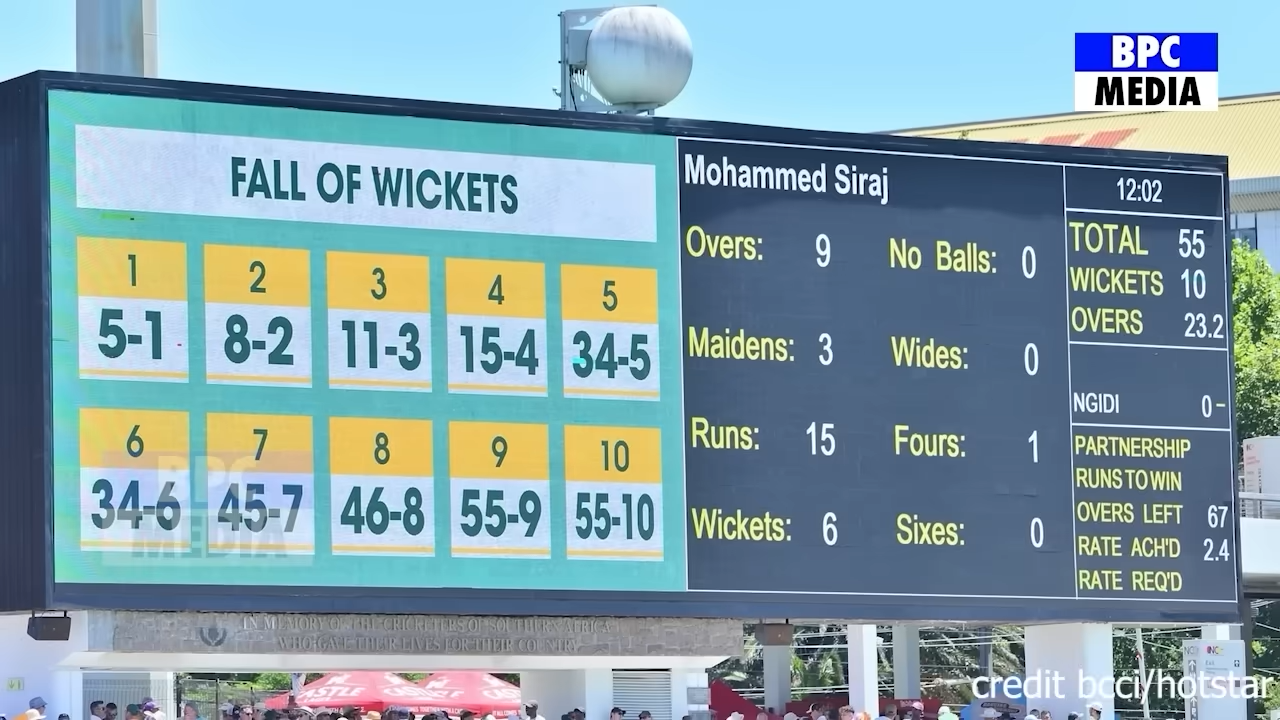 BPC
MEDIA
FALL OF WICKETS
1 2 3 4 5
5-1 8-2 11-3 15-4 34-5
6 7 8 9 10
34-6 45-7 46-8 55-9 55-10
BPC
MEDIA
Mohammed Siraj
Overs: 9 No Balls: 0
Maidens: 3 Wides: 0
Runs: 15 Fours: 1
Wickets: 6 Sixes: 0
12:02
TOTAL 55
WICKETS 10
OVERS 23.2
NGIDI 0-
PARTNERSHIP
RUNS TO WIN
OVERS LEFT 67
RATE ACH'D 2.4
RATE REQ'D
IN MEMORY OF THE CRICKETERS OF SOUTHERN AFRICA
WHO GAVE THEIR LIVES FOR THEIR COUNTRY
CASTLE
credit bcci/hotstar